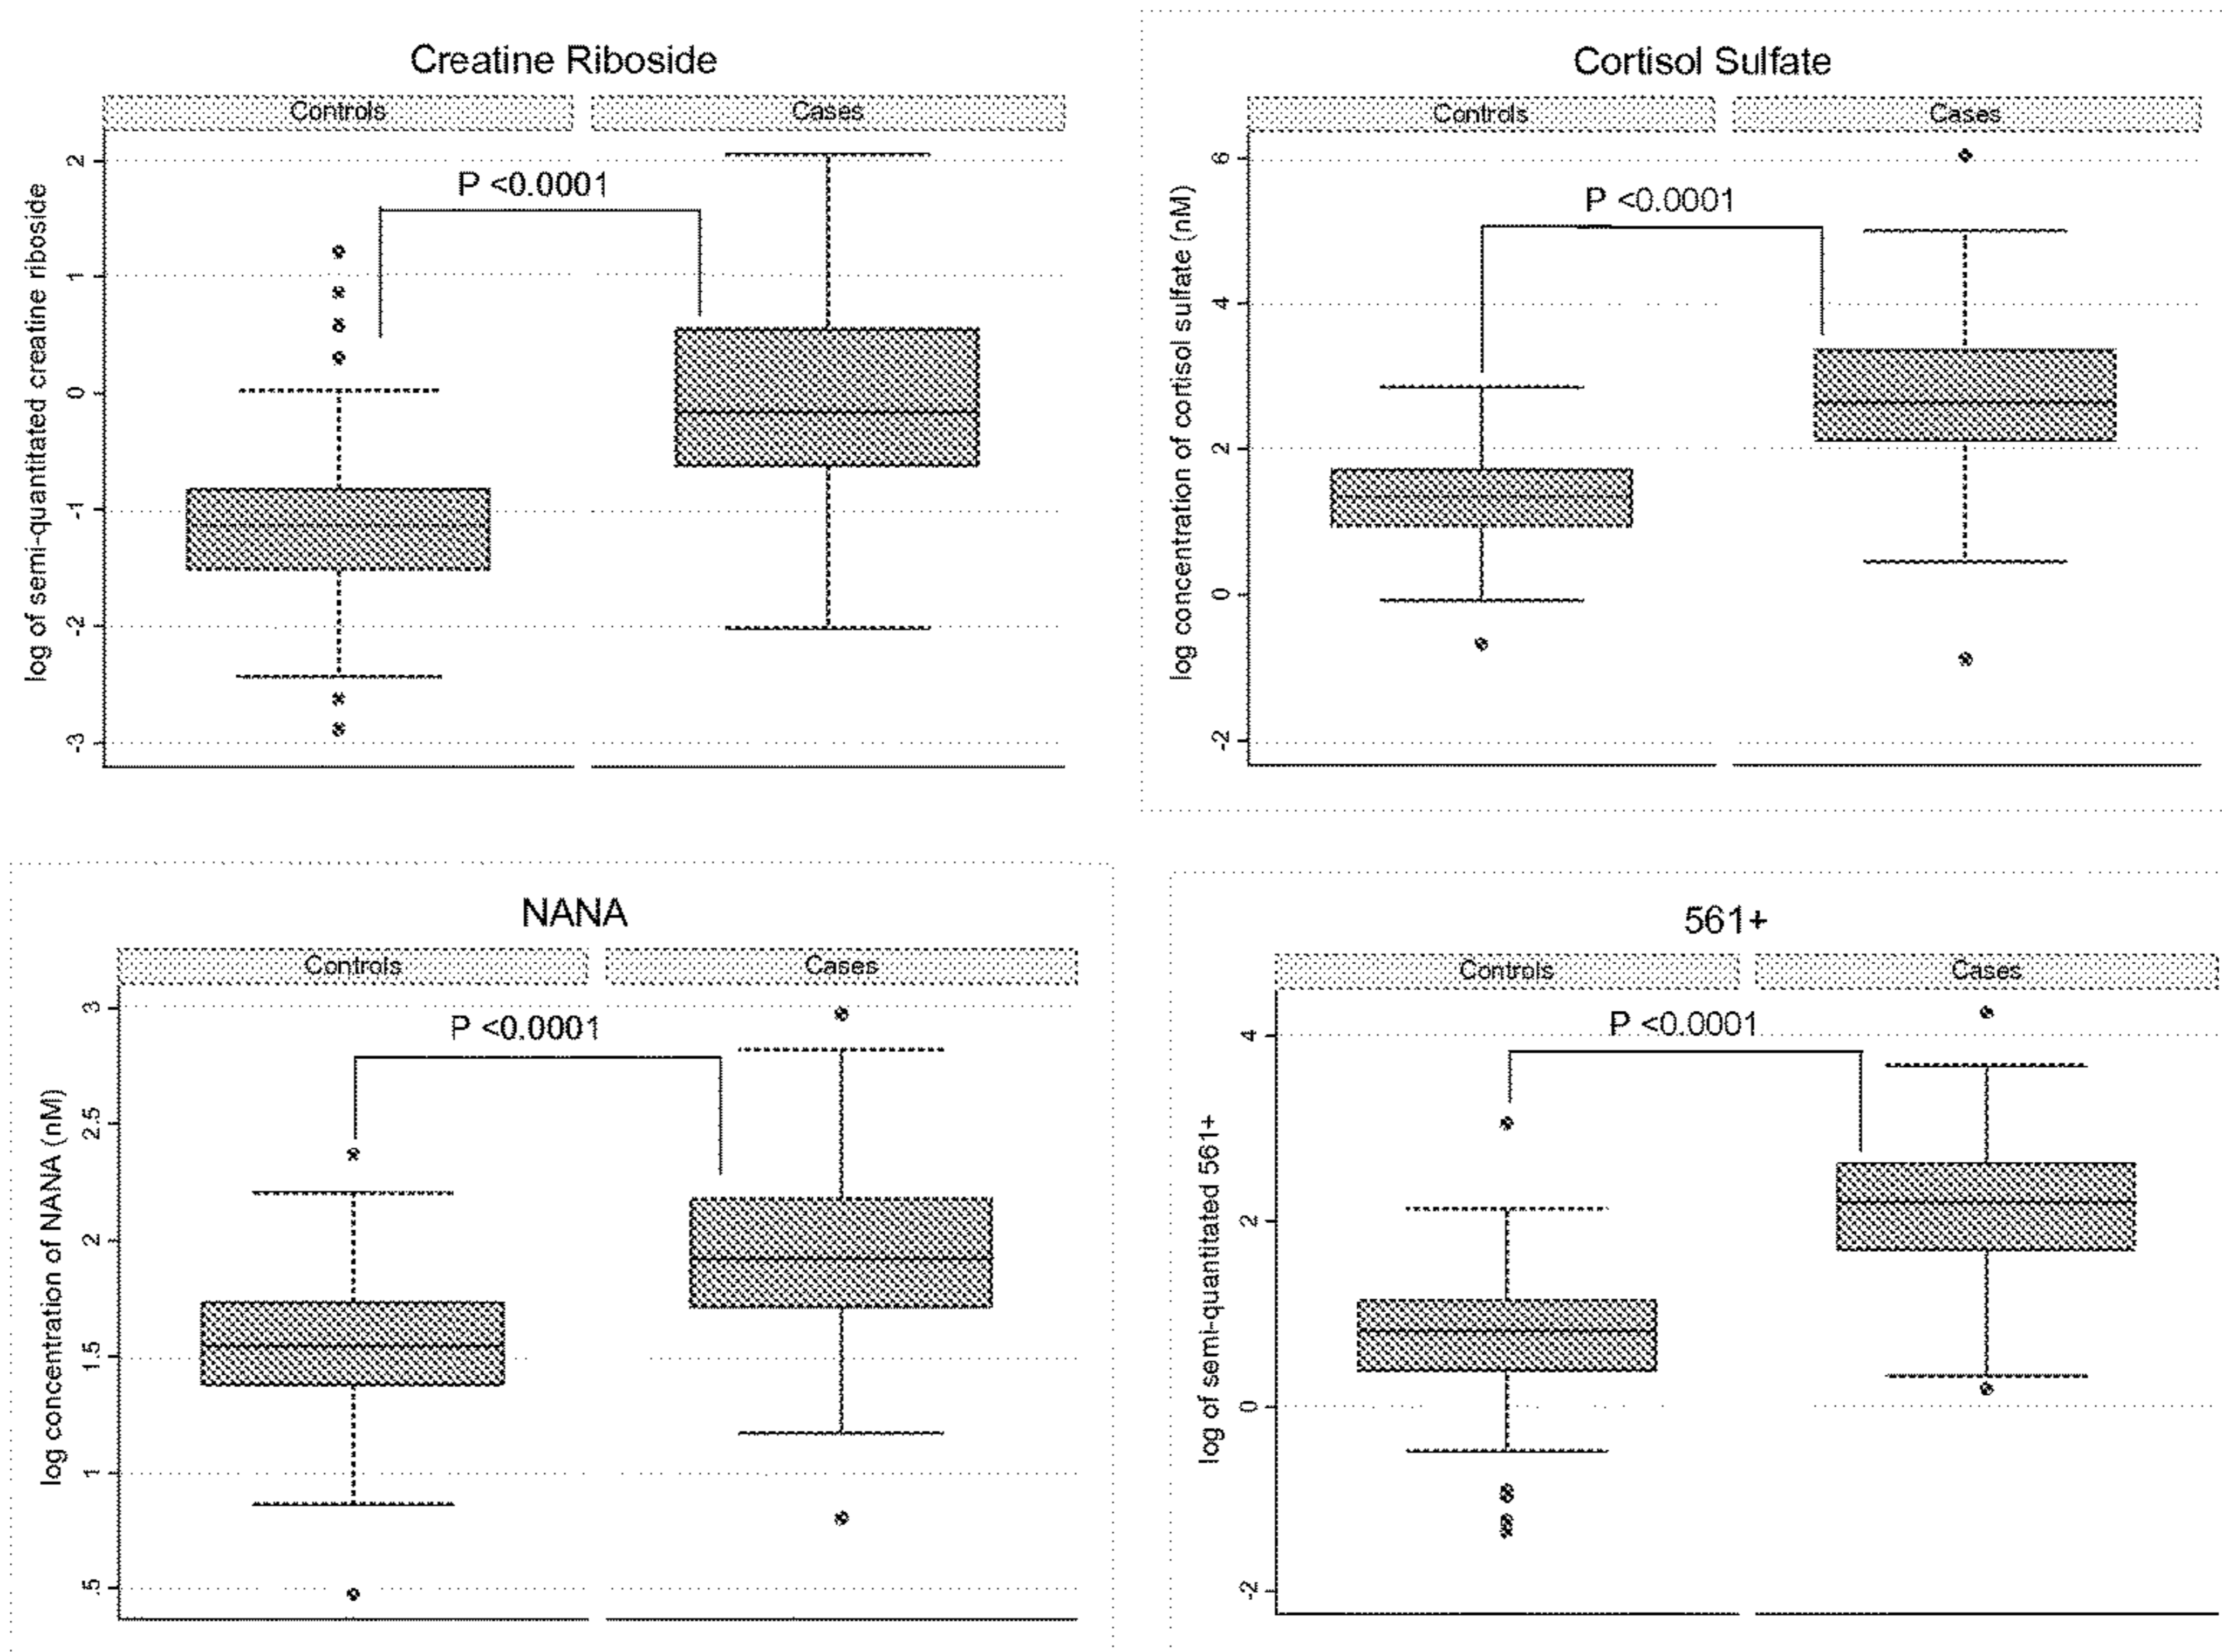 Creatine Riboside
Controls
Cases
P <0.0001
log of semi-quantitated creatine riboside
2
1
0
-1
-2
-3
Cortisol Sulfate
Controls
Cases
P <0.0001
log concentration of cortisol sulfate (nM)
6
4
2
0
-2
NANA
Controls
Cases
P <0.0001
log concentration of NANA (nM)
3
2.5
2
1.5
1
.5
561+
Controls
Cases
P <0.0001
log of semi-quantitated 561+
4
2
0
-2